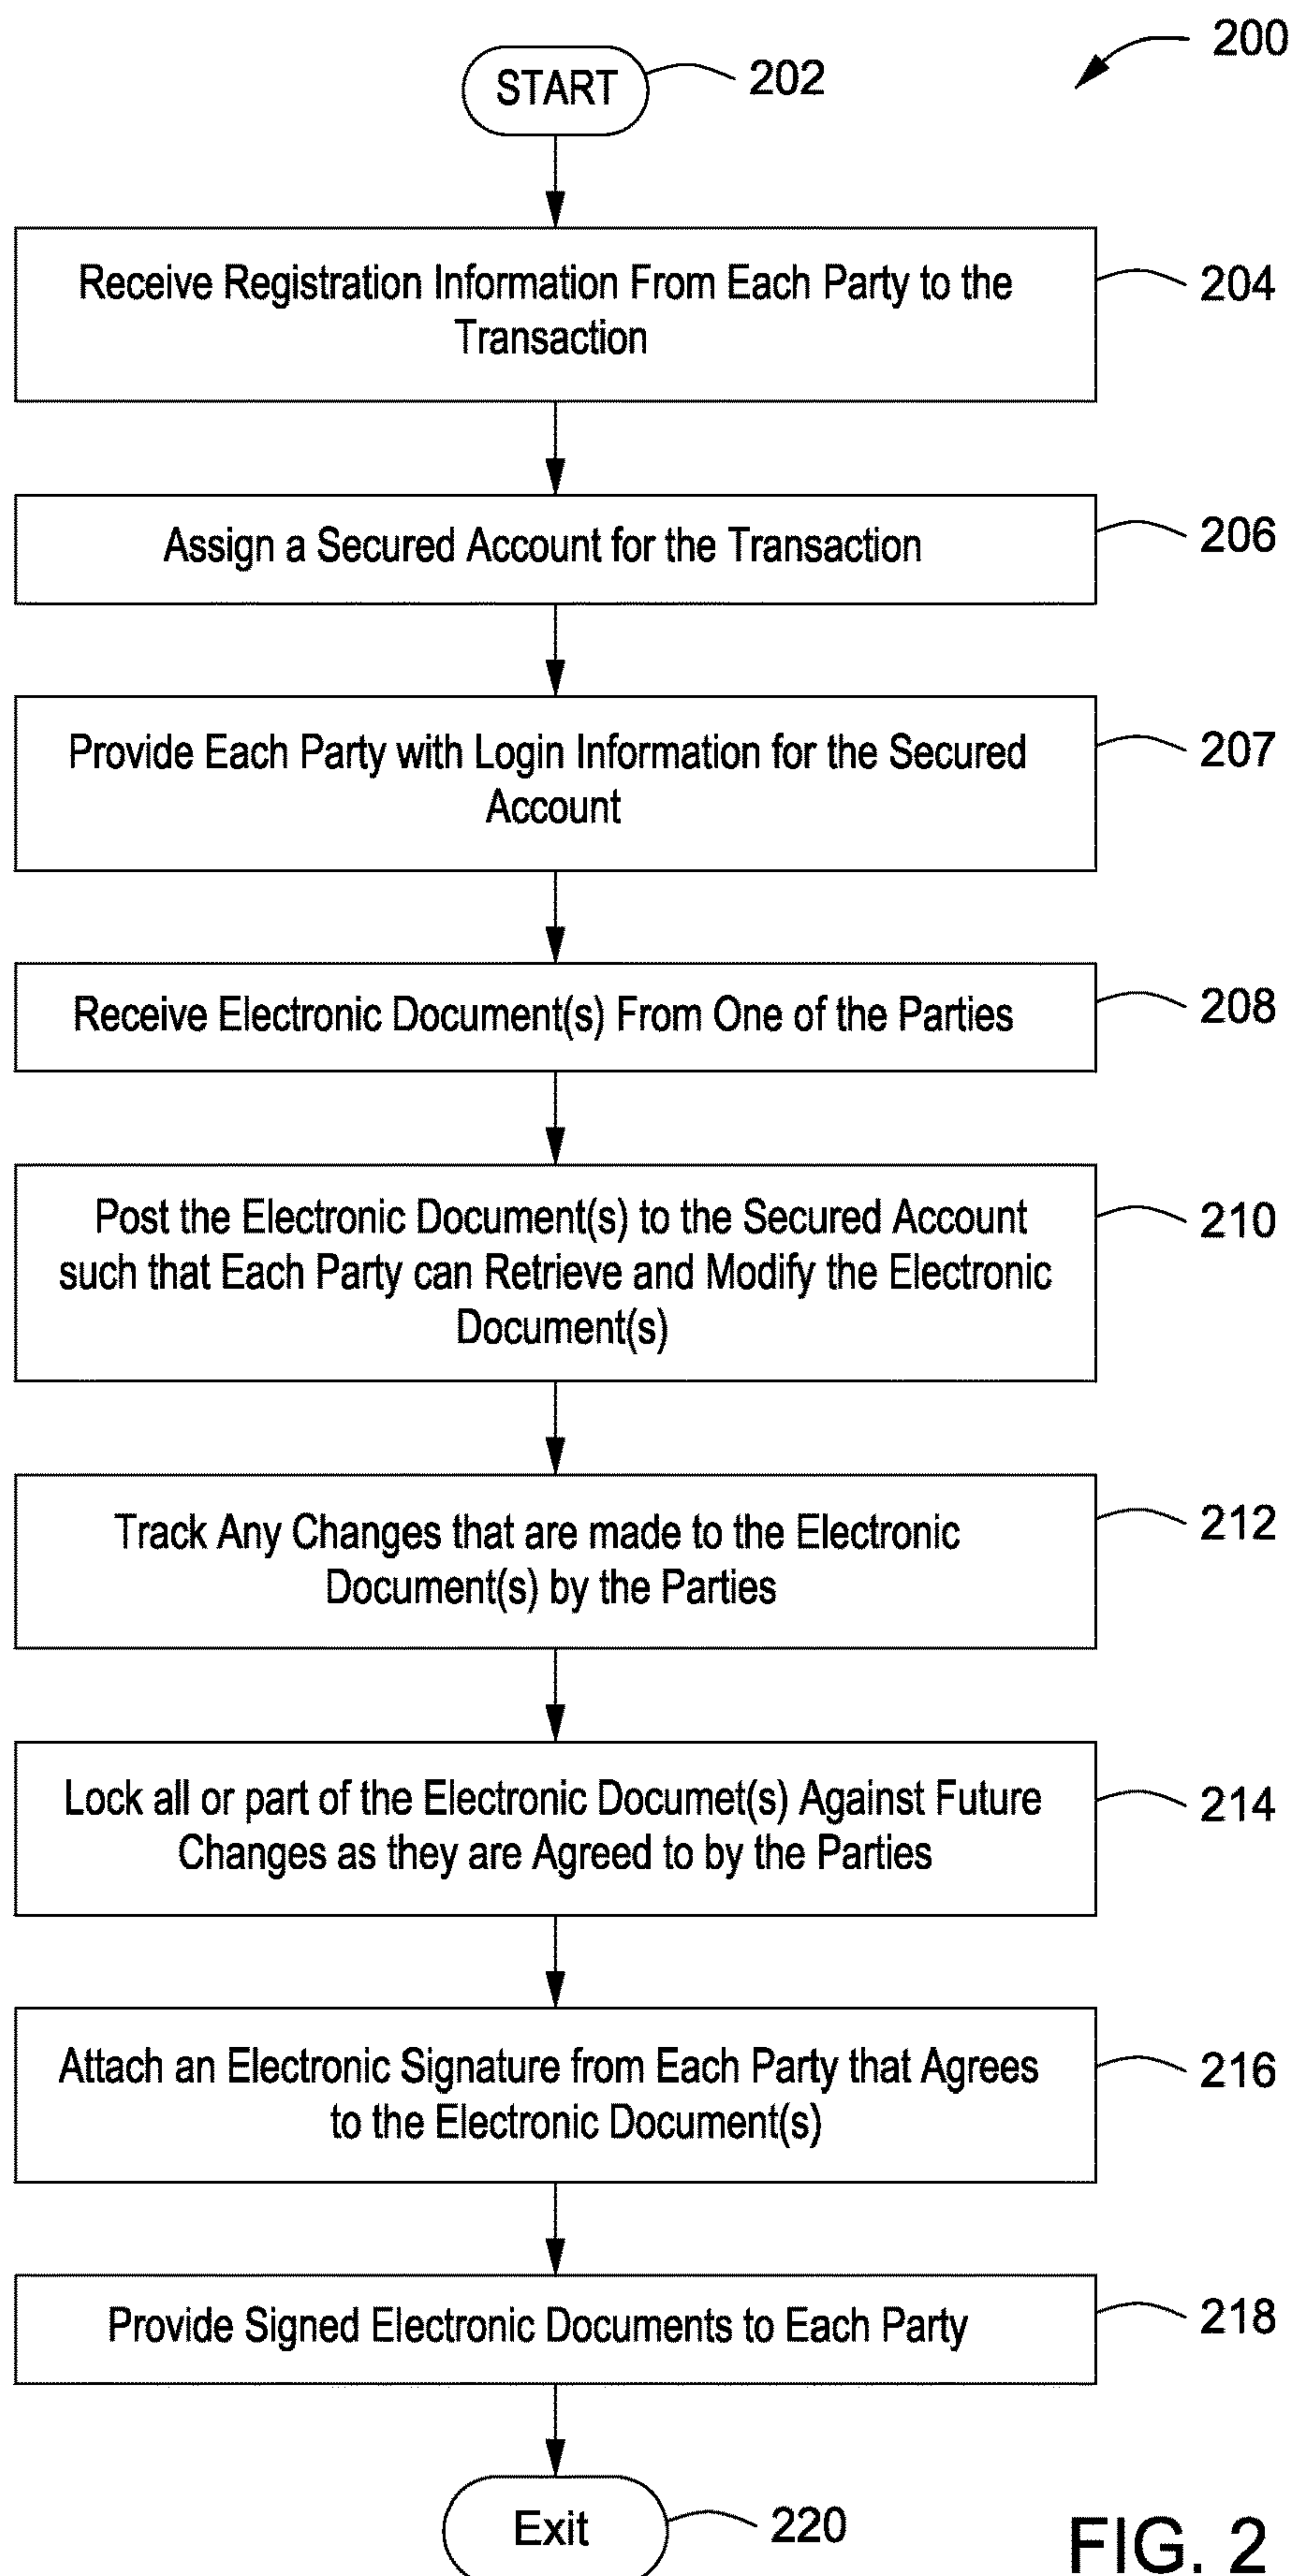 200
START
202
Receive Registration Information From Each Party to the
Transaction
204
Assign a Secured Account for the Transaction
206
Provide Each Party with Login Information for the Secured
Account
207
Receive Electronic Document(s) From One of the Parties
208
Post the Electronic Document(s) to the Secured Account
such that Each Party can Retrieve and Modify the Electronic
Document(s)
210
Track Any Changes that are made to the Electronic
Document(s) by the Parties
212
Lock all or part of the Electronic Documet(s) Against Future
Changes as they are Agreed to by the Parties
214
Attach an Electronic Signature from Each Party that Agrees
to the Electronic Document(s)
216
Provide Signed Electronic Documents to Each Party
218
Exit
220
FIG. 2